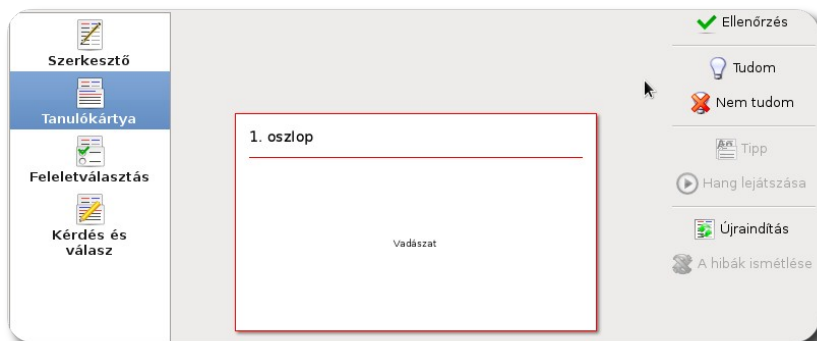 Szerkesztő
Tanulókártya
Feleletválasztás
Kérdés és
válasz
1. oszlop
Vadászat
Ellenőrzés
Tudom
Nem tudom
Tipp
Hang lejátszása
Újraindítás
A hibák ismétlése